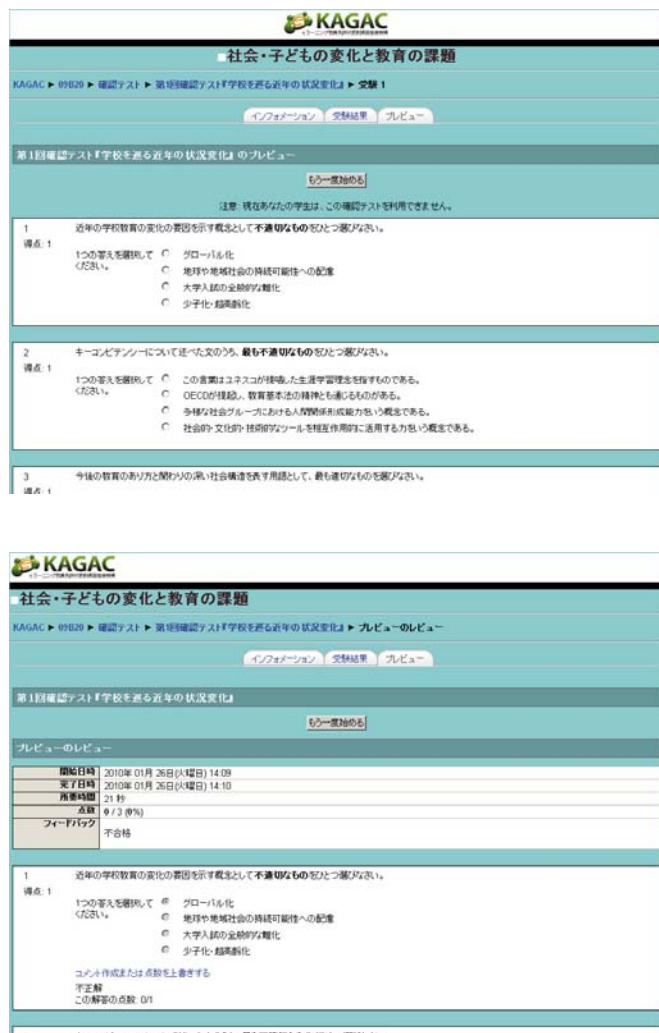 KAGAC
社会・子どもの変化と教育の課題
KAGAC ► 09B20 ► 確認テスト ► 第1回確認テスト『学校を巡る近年の状況変化』 ► 受験 1
インフォメーション 受験結果 プレビュー
第1回確認テスト『学校を巡る近年の状況変化』 のプレビュー
もう一度始める
注意: 現在あなたの学生は、この確認テストを利用できません。
1 近年の学校教育の変化の要因を示す概念として不適切なものをひとつ選びなさい。
得点: 1
1つの答えを選択して グローバル化
ください。 地球や地域社会の持続可能性への配慮
大学入試の全般的な難化
少子化・超高齢化
2 キーコンピテンシーについて述べた文のうち、最も不適切なものをひとつ選びなさい。
得点: 1
1つの答えを選択して この言葉はユネスコが提唱した生涯学習理念を指すものである。
ください。 OECDが提起し、教育基本法の精神とも通じるものがある。
多様な社会グループにおける人間関係形成能力をいう概念である。
社会的・文化的・技術的なツールを相互作用的に活用する力をいう概念である。
3 今後の教育のあり方と関わりの深い社会構造を表す用語として、最も適切なものを選びなさい。
得点: 1
KAGAC
社会・子どもの変化と教育の課題
KAGAC ► 09B20 ► 確認テスト ► 第1回確認テスト『学校を巡る近年の状況変化』 ► プレビューのレビュー
インフォメーション 受験結果 プレビュー
第1回確認テスト『学校を巡る近年の状況変化』
もう一度始める
プレビューのレビュー
開始日時 2010年 01月 26日(火曜日) 14:09
完了日時 2010年 01月 26日(火曜日) 14:10
所要時間 21 秒
点数 0 / 3 (0%)
フィードバック 不合格
1 近年の学校教育の変化の要因を示す概念として不適切なものをひとつ選びなさい。
得点: 1
1つの答えを選択して グローバル化
ください。 地球や地域社会の持続可能性への配慮
大学入試の全般的な難化
少子化・超高齢化
コメント作成または点数を上書きする
不正解
この解答の点数: 0/1